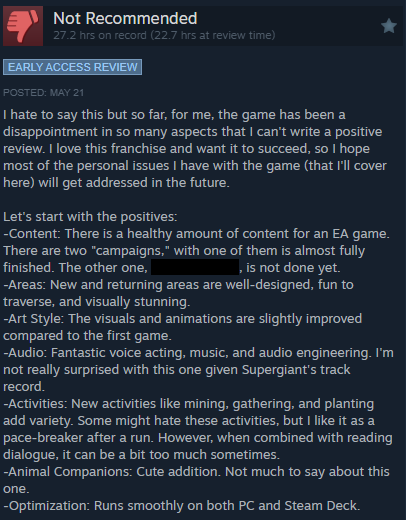 Not Recommended
27.2 hrs on record (22.7 hrs at review time)
EARLY ACCESS REVIEW
POSTED: MAY 21
I hate to say this but so far, for me, the game has been a
disappointment in so many aspects that I can't write a positive
review. I love this franchise and want it to succeed, so I hope
most of the personal issues I have with the game (that I'll cover
here) will get addressed in the future.
Let's start with the positives:
-Content: There is a healthy amount of content for an EA game.
There are two "campaigns," with one of them is almost fully
finished. The other one, , is not done yet.
-Areas: New and returning areas are well-designed, fun to
traverse, and visually stunning.
-Art Style: The visuals and animations are slightly improved
compared to the first game.
-Audio: Fantastic voice acting, music, and audio engineering. I'm
not really surprised with this one given Supergiant's track
record.
-Activities: New activities like mining, gathering, and planting
add variety. Some might hate these activities, but I like it as a
pace-breaker after a run. However, when combined with reading
dialogue, it can be a bit too much sometimes.
-Animal Companions: Cute addition. Not much to say about this
one.
-Optimization: Runs smoothly on both PC and Steam Deck.